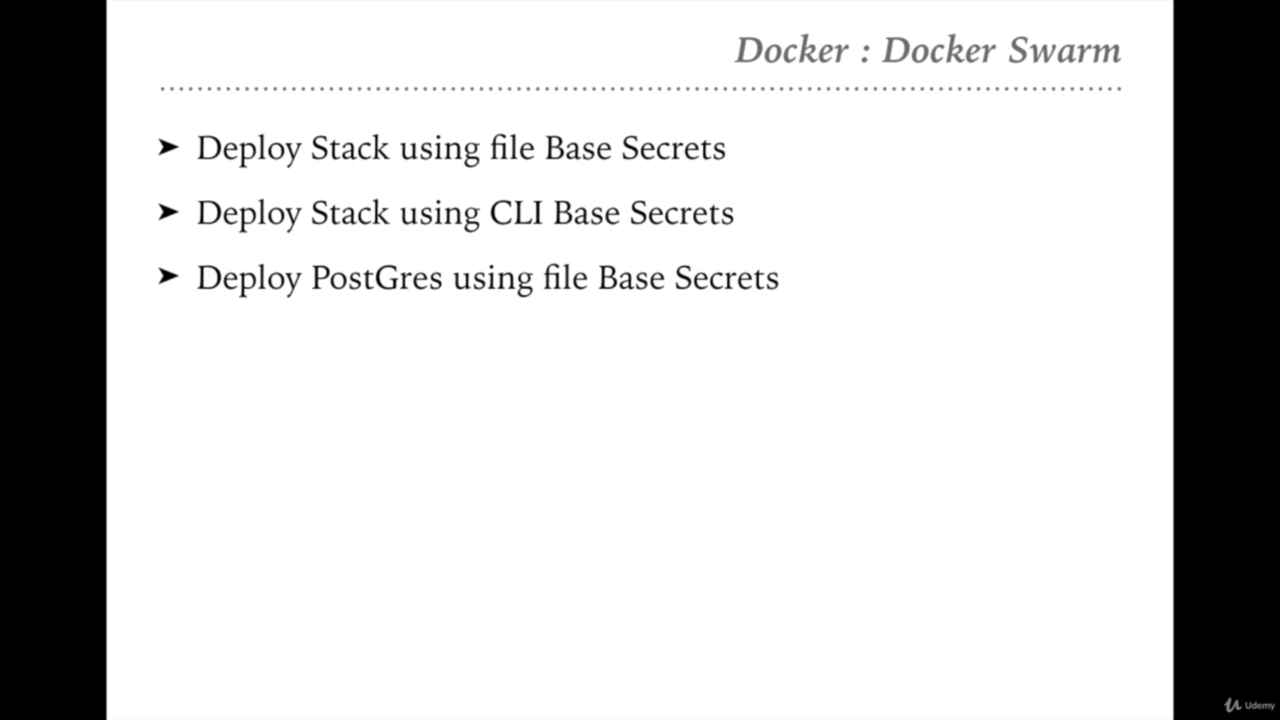 Docker : Docker Swarm
➤ Deploy Stack using file Base Secrets
➤ Deploy Stack using CLI Base Secrets
➤ Deploy PostGres using file Base Secrets
Udemy